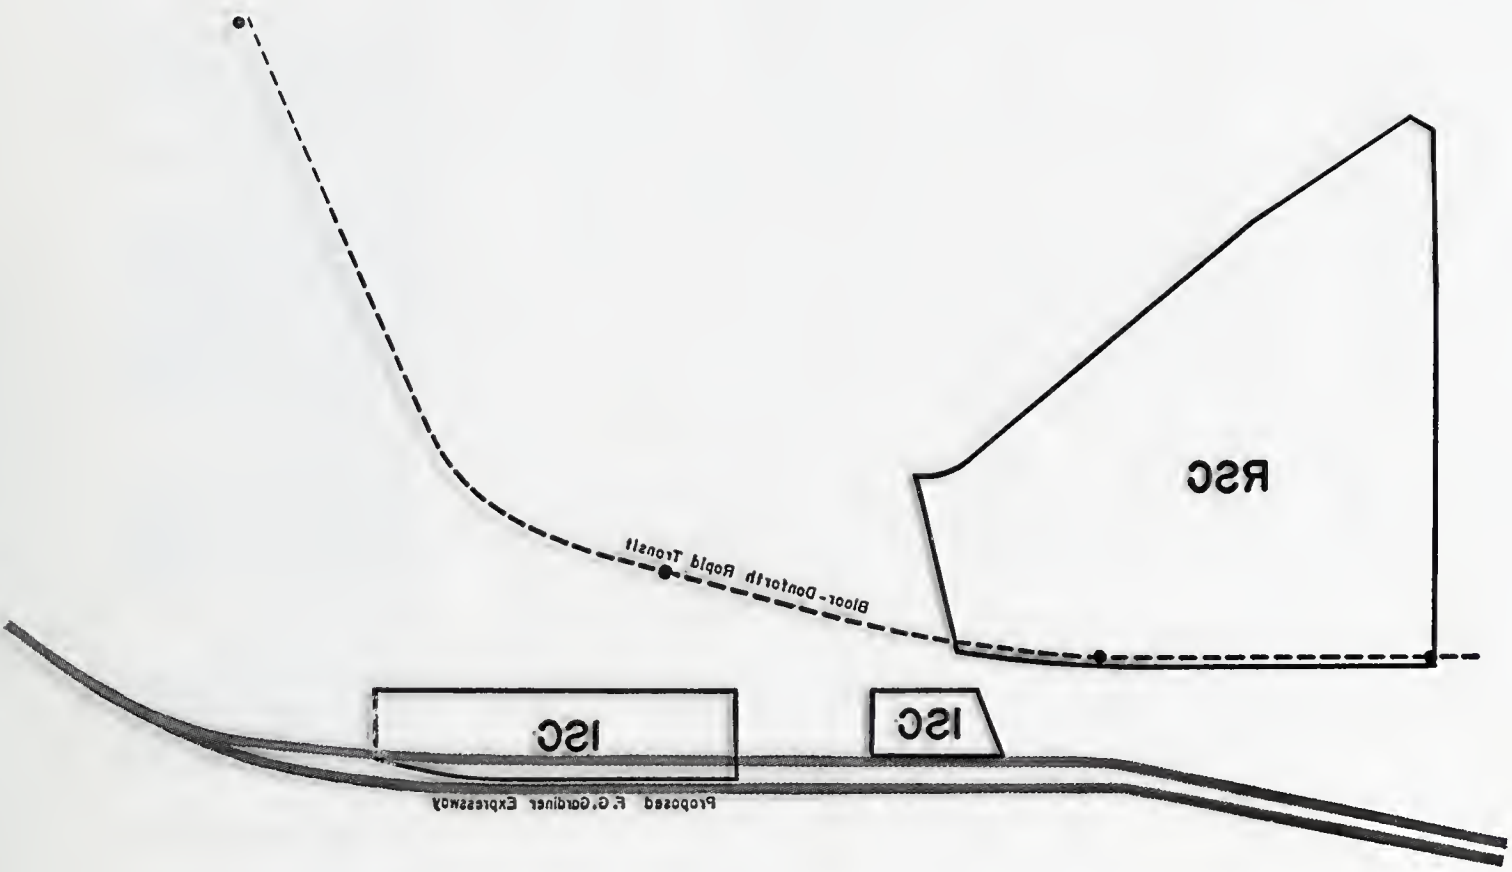 RSC
Bloor-Danforth Rapid Transit
ISC
ISC
Proposed F.G.Gardiner Expressway